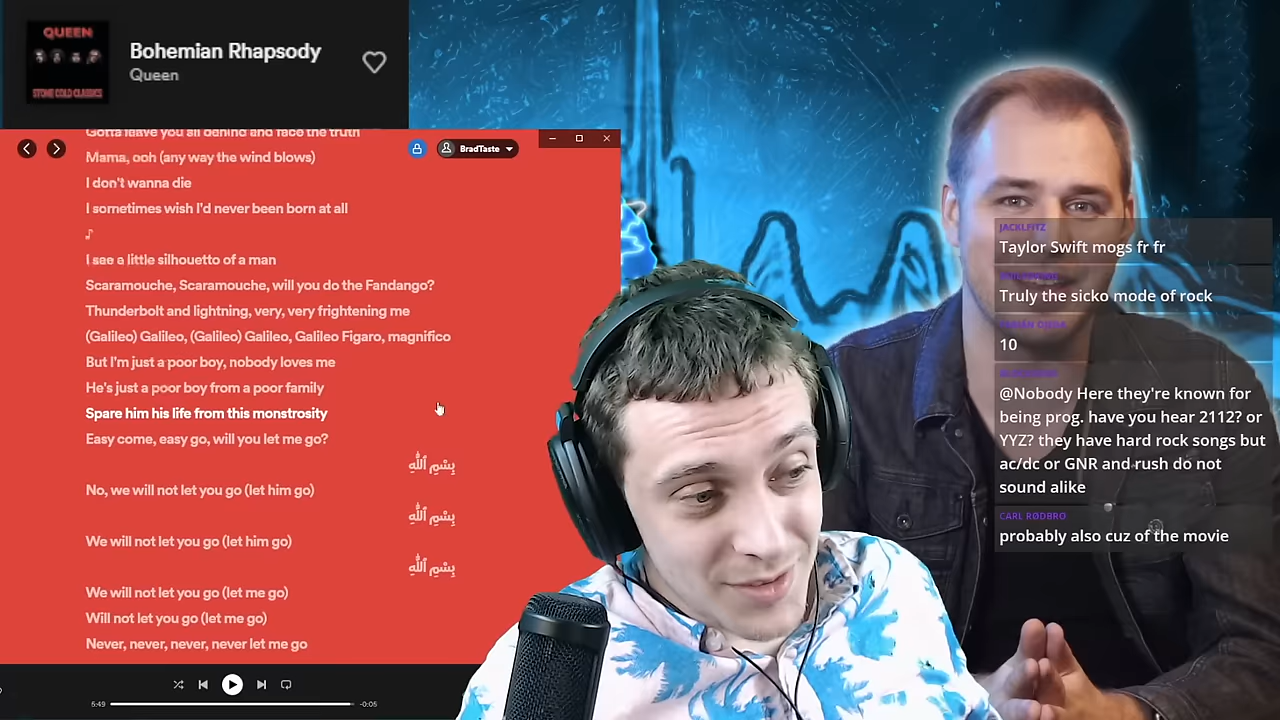 QUEEN
STONE COLD CLASSICS
Bohemian Rhapsody
Queen
BradTaste
Gotta leave you all behind and face the truth
Mama, ooh (any way the wind blows)
I don't wanna die
I sometimes wish I'd never been born at all
♪
I see a little silhouetto of a man
Scaramouche, Scaramouche, will you do the Fandango?
Thunderbolt and lightning, very, very frightening me
(Galileo) Galileo, (Galileo) Galileo, Galileo Figaro, magnifico
But I'm just a poor boy, nobody loves me
He's just a poor boy from a poor family
Spare him his life from this monstrosity
Easy come, easy go, will you let me go?
بِسْمِ ٱللَّٰهِ
No, we will not let you go (let him go)
بِسْمِ ٱللَّٰهِ
We will not let you go (let him go)
بِسْمِ ٱللَّٰهِ
We will not let you go (let me go)
Will not let you go (let me go)
Never, never, never, never let me go
5:49
-0:05
JACKLFITZ
Taylor Swift mogs fr fr
Truly the sicko mode of rock
10
@Nobody Here they're known for
being prog. have you hear 2112? or
YYZ? they have hard rock songs but
ac/dc or GNR and rush do not
sound alike
CARL RØDBRO
probably also cuz of the movie